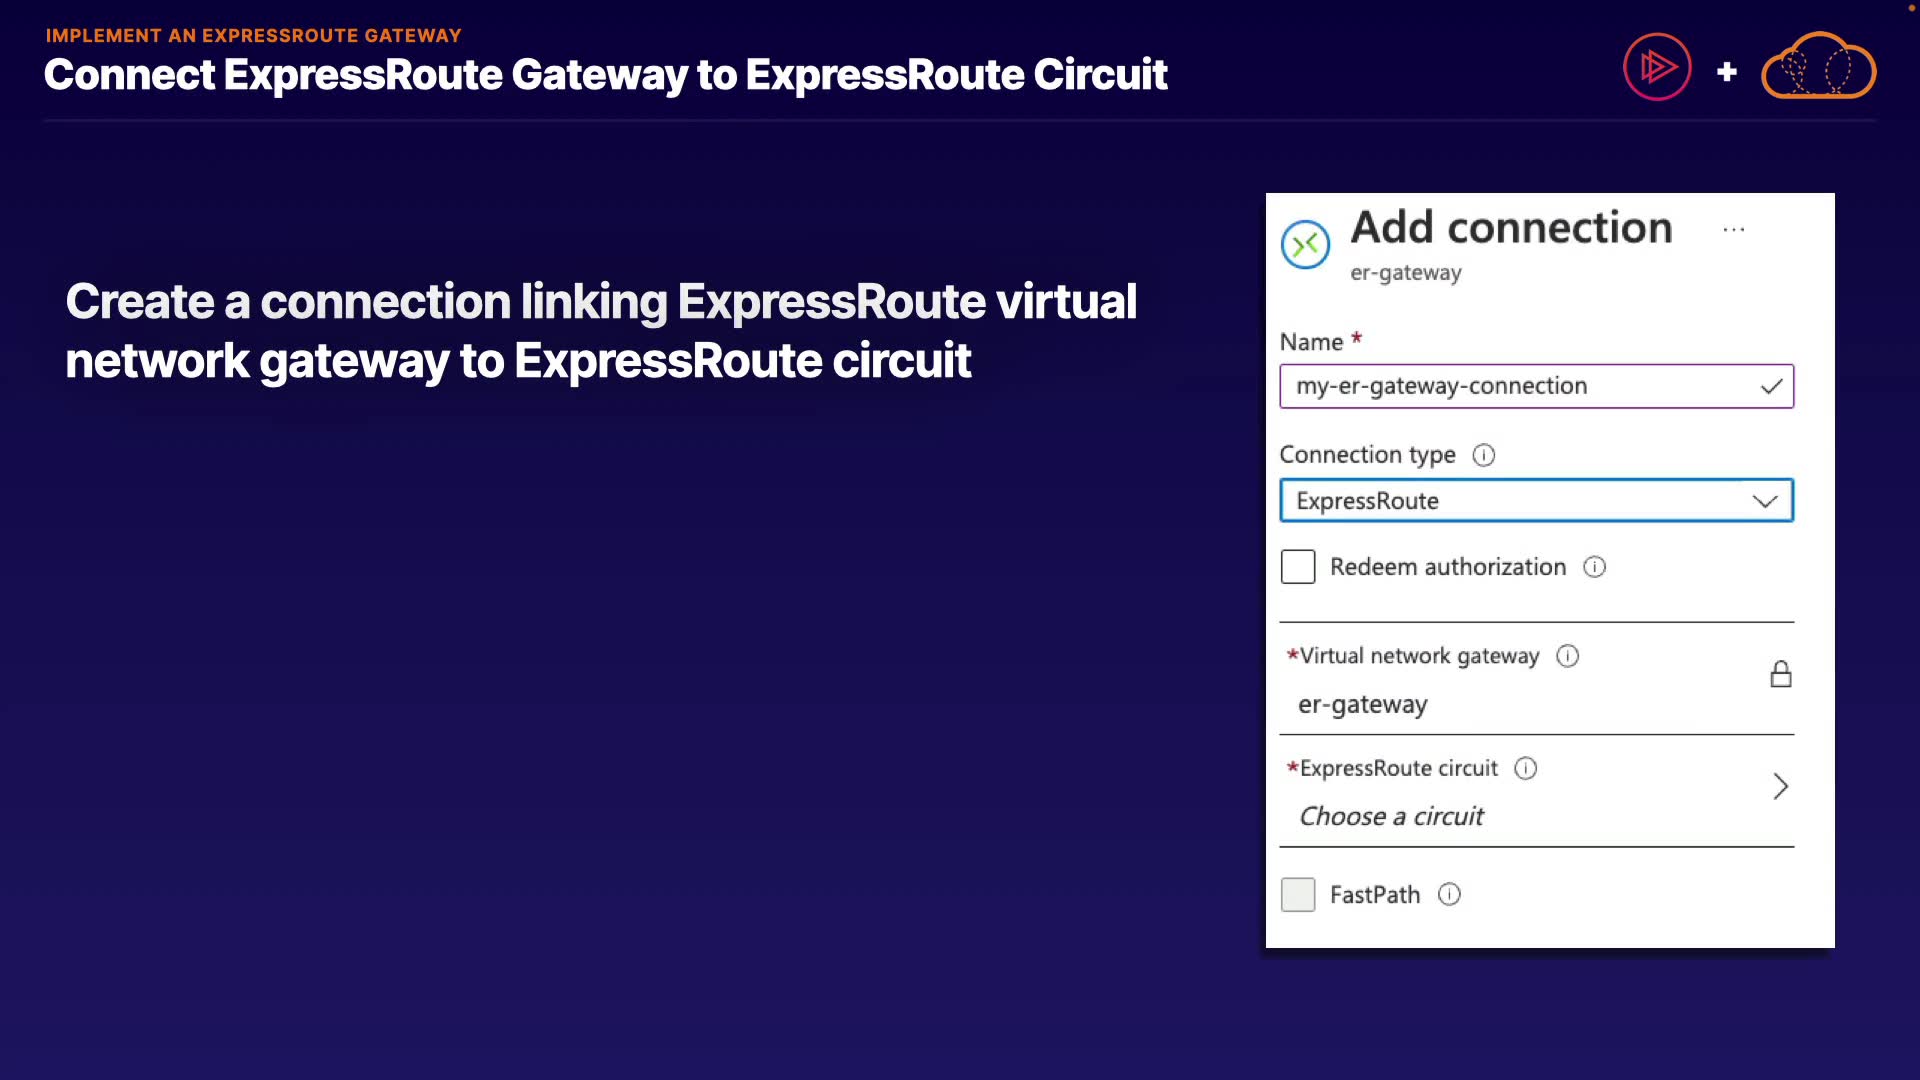 IMPLEMENT AN EXPRESSROUTE GATEWAY
Connect ExpressRoute Gateway to ExpressRoute Circuit
+
Create a connection linking ExpressRoute virtual
network gateway to ExpressRoute circuit
Add connection ...
er-gateway
Name *
my-er-gateway-connection
Connection type
ExpressRoute
Redeem authorization
*Virtual network gateway
er-gateway
*ExpressRoute circuit
Choose a circuit
FastPath